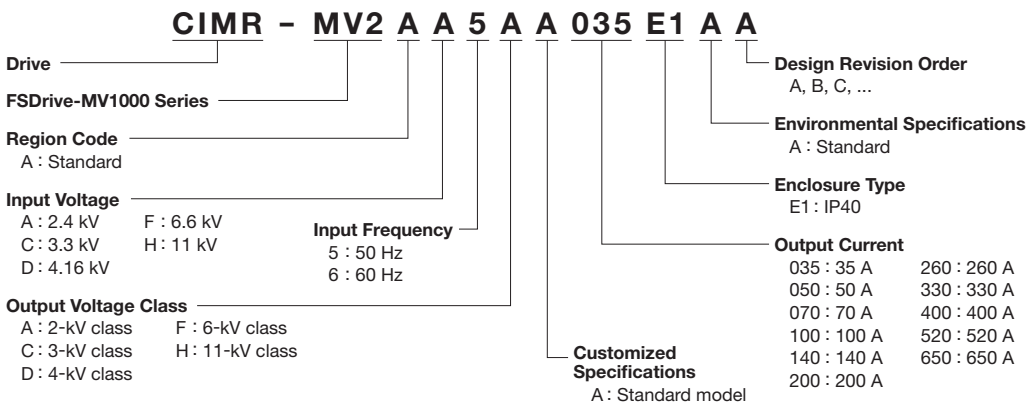 CIMR – MV2 A A 5 A A 035 E1 A A
Drive
FSDrive-MV1000 Series
Region Code
A : Standard
Input Voltage
A : 2.4 kV F : 6.6 kV
C : 3.3 kV H : 11 kV
D : 4.16 kV
Input Frequency
5 : 50 Hz
6 : 60 Hz
Output Voltage Class
A : 2-kV class F : 6-kV class
C : 3-kV class H : 11-kV class
D : 4-kV class
Customized
Specifications
A : Standard model
Design Revision Order
A, B, C, ...
Environmental Specifications
A : Standard
Enclosure Type
E1 : IP40
Output Current
035 : 35 A 260 : 260 A
050 : 50 A 330 : 330 A
070 : 70 A 400 : 400 A
100 : 100 A 520 : 520 A
140 : 140 A 650 : 650 A
200 : 200 A